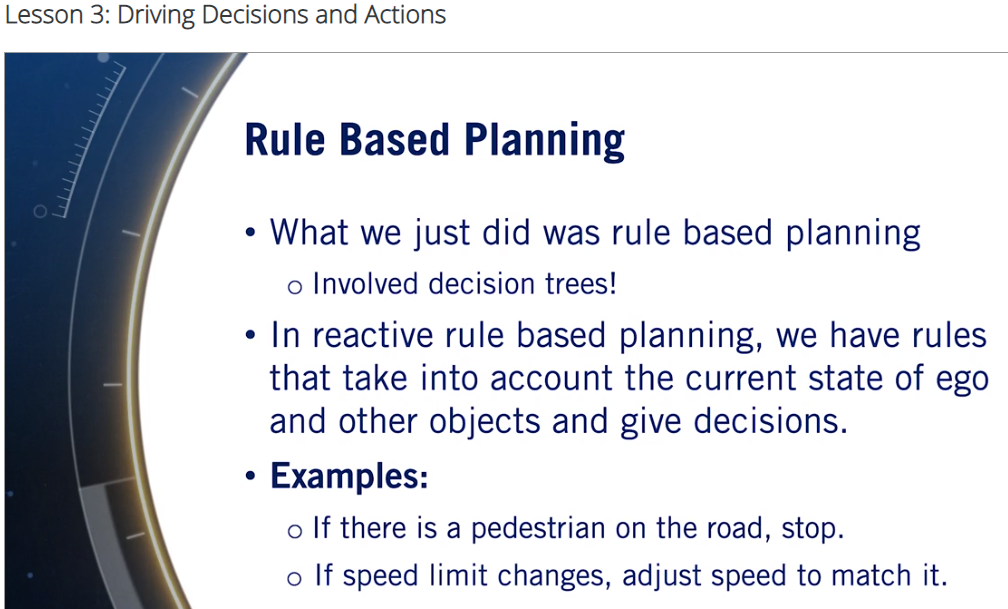 Lesson 3: Driving Decisions and Actions
Rule Based Planning
• What we just did was rule based planning
o Involved decision trees!
• In reactive rule based planning, we have rules
that take into account the current state of ego
and other objects and give decisions.
• Examples:
o If there is a pedestrian on the road, stop.
o If speed limit changes, adjust speed to match it.